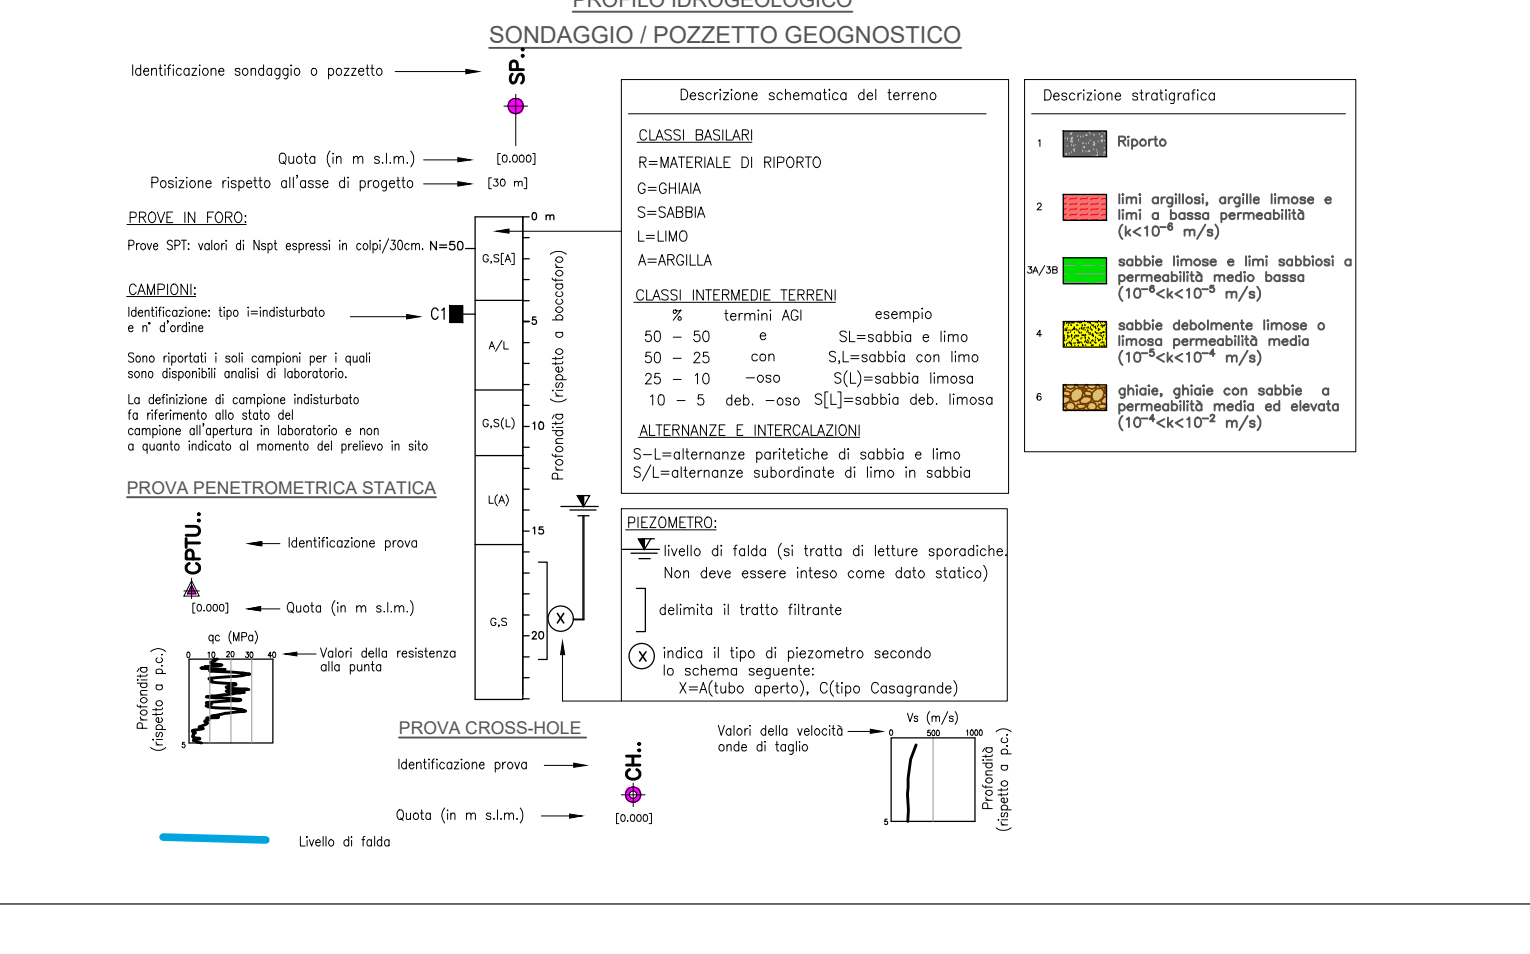 PROFILO IDROGEOLOGICO
SONDAGGIO / POZZETTO GEOGNOSTICO
Identificazione sondaggio o pozzetto
SP..
Quota (in m s.l.m.)
[0.000]
Posizione rispetto all'asse di progetto
[30 m]
PROVE IN FORO:
Prove SPT: valori di Nspt espressi in colpi/30cm.
N=50
CAMPIONI:
Identificazione: tipo i=indisturbato
e n° d'ordine
C1
Sono riportati i soli campioni per i quali
sono disponibili analisi di laboratorio.
La definizione di campione indisturbato
fa riferimento allo stato del
campione all'apertura in laboratorio e non
a quanto indicato al momento del prelievo in sito
0 m
G,S[A]
5
A/L
G,S(L)
10
L(A)
15
G,S
20
Profondità (rispetto a boccaforo)
X
Descrizione schematica del terreno
CLASSI BASILARI
R=MATERIALE DI RIPORTO
G=GHIAIA
S=SABBIA
L=LIMO
A=ARGILLA
CLASSI INTERMEDIE TERRENI
% termini AGI esempio
50 – 50 e SL=sabbia e limo
50 – 25 con S,L=sabbia con limo
25 – 10 –oso S(L)=sabbia limosa
10 – 5 deb. –oso S[L]=sabbia deb. limosa
ALTERNANZE E INTERCALAZIONI
S–L=alternanze paritetiche di sabbia e limo
S/L=alternanze subordinate di limo in sabbia
Descrizione stratigrafica
1 Riporto
2 limi argillosi, argille limose e
limi a bassa permeabilità
(k<10⁻⁶ m/s)
3A/3B sabbie limose e limi sabbiosi a
permeabilità medio bassa
(10⁻⁶<k<10⁻⁵ m/s)
4 sabbie debolmente limose o
limosa permeabilità media
(10⁻⁵<k<10⁻⁴ m/s)
6 ghiaie, ghiaie con sabbie a
permeabilità media ed elevata
(10⁻⁴<k<10⁻² m/s)
PIEZOMETRO:
livello di falda (si tratta di letture sporadiche.
Non deve essere inteso come dato statico)
delimita il tratto filtrante
X
indica il tipo di piezometro secondo
lo schema seguente:
X=A(tubo aperto), C(tipo Casagrande)
PROVA PENETROMETRICA STATICA
CPTU..
Identificazione prova
[0.000]
Quota (in m s.l.m.)
qc (MPa)
0 10 20 30 40
Valori della resistenza
alla punta
Profondità
(rispetto a p.c.)
5
PROVA CROSS-HOLE
Identificazione prova
CH..
Quota (in m s.l.m.)
[0.000]
Valori della velocità
onde di taglio
Vs (m/s)
0 500 1000
5
Profondità
(rispetto a p.c.)
Livello di falda